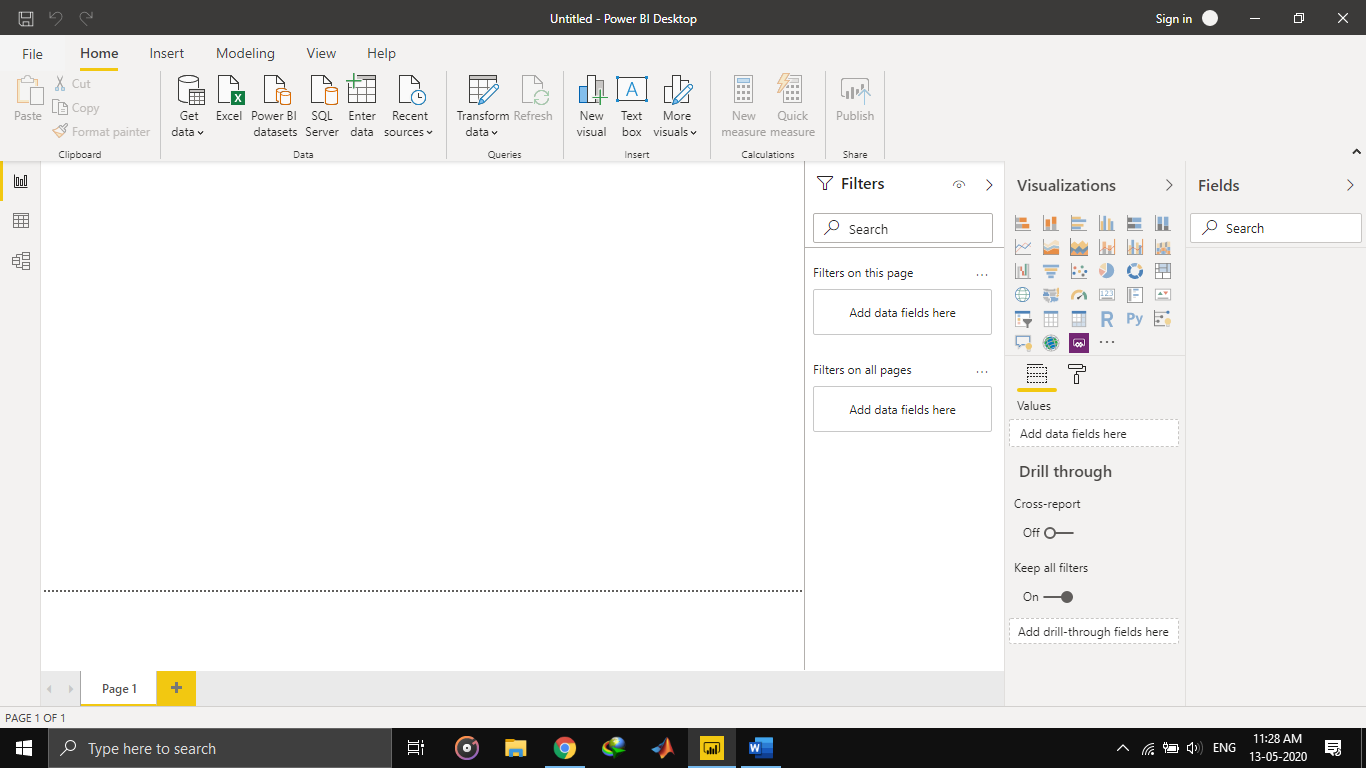 Untitled - Power BI Desktop
Sign in
File Home Insert Modeling View Help
Paste
Cut
Copy
Format painter
Clipboard
Get data
Excel
Power BI datasets
SQL Server
Enter data
Recent sources
Data
Transform data
Refresh
Queries
New visual
Text box
A
More visuals
Insert
New measure
Quick measure
Calculations
Publish
Share
Filters
Search
Filters on this page
...
Add data fields here
Filters on all pages
...
Add data fields here
Visualizations
123
R
Py
...
Values
Add data fields here
Drill through
Cross-report
Off
Keep all filters
On
Add drill-through fields here
Fields
Search
Page 1
+
PAGE 1 OF 1
Type here to search
W
ENG
11:28 AM
13-05-2020